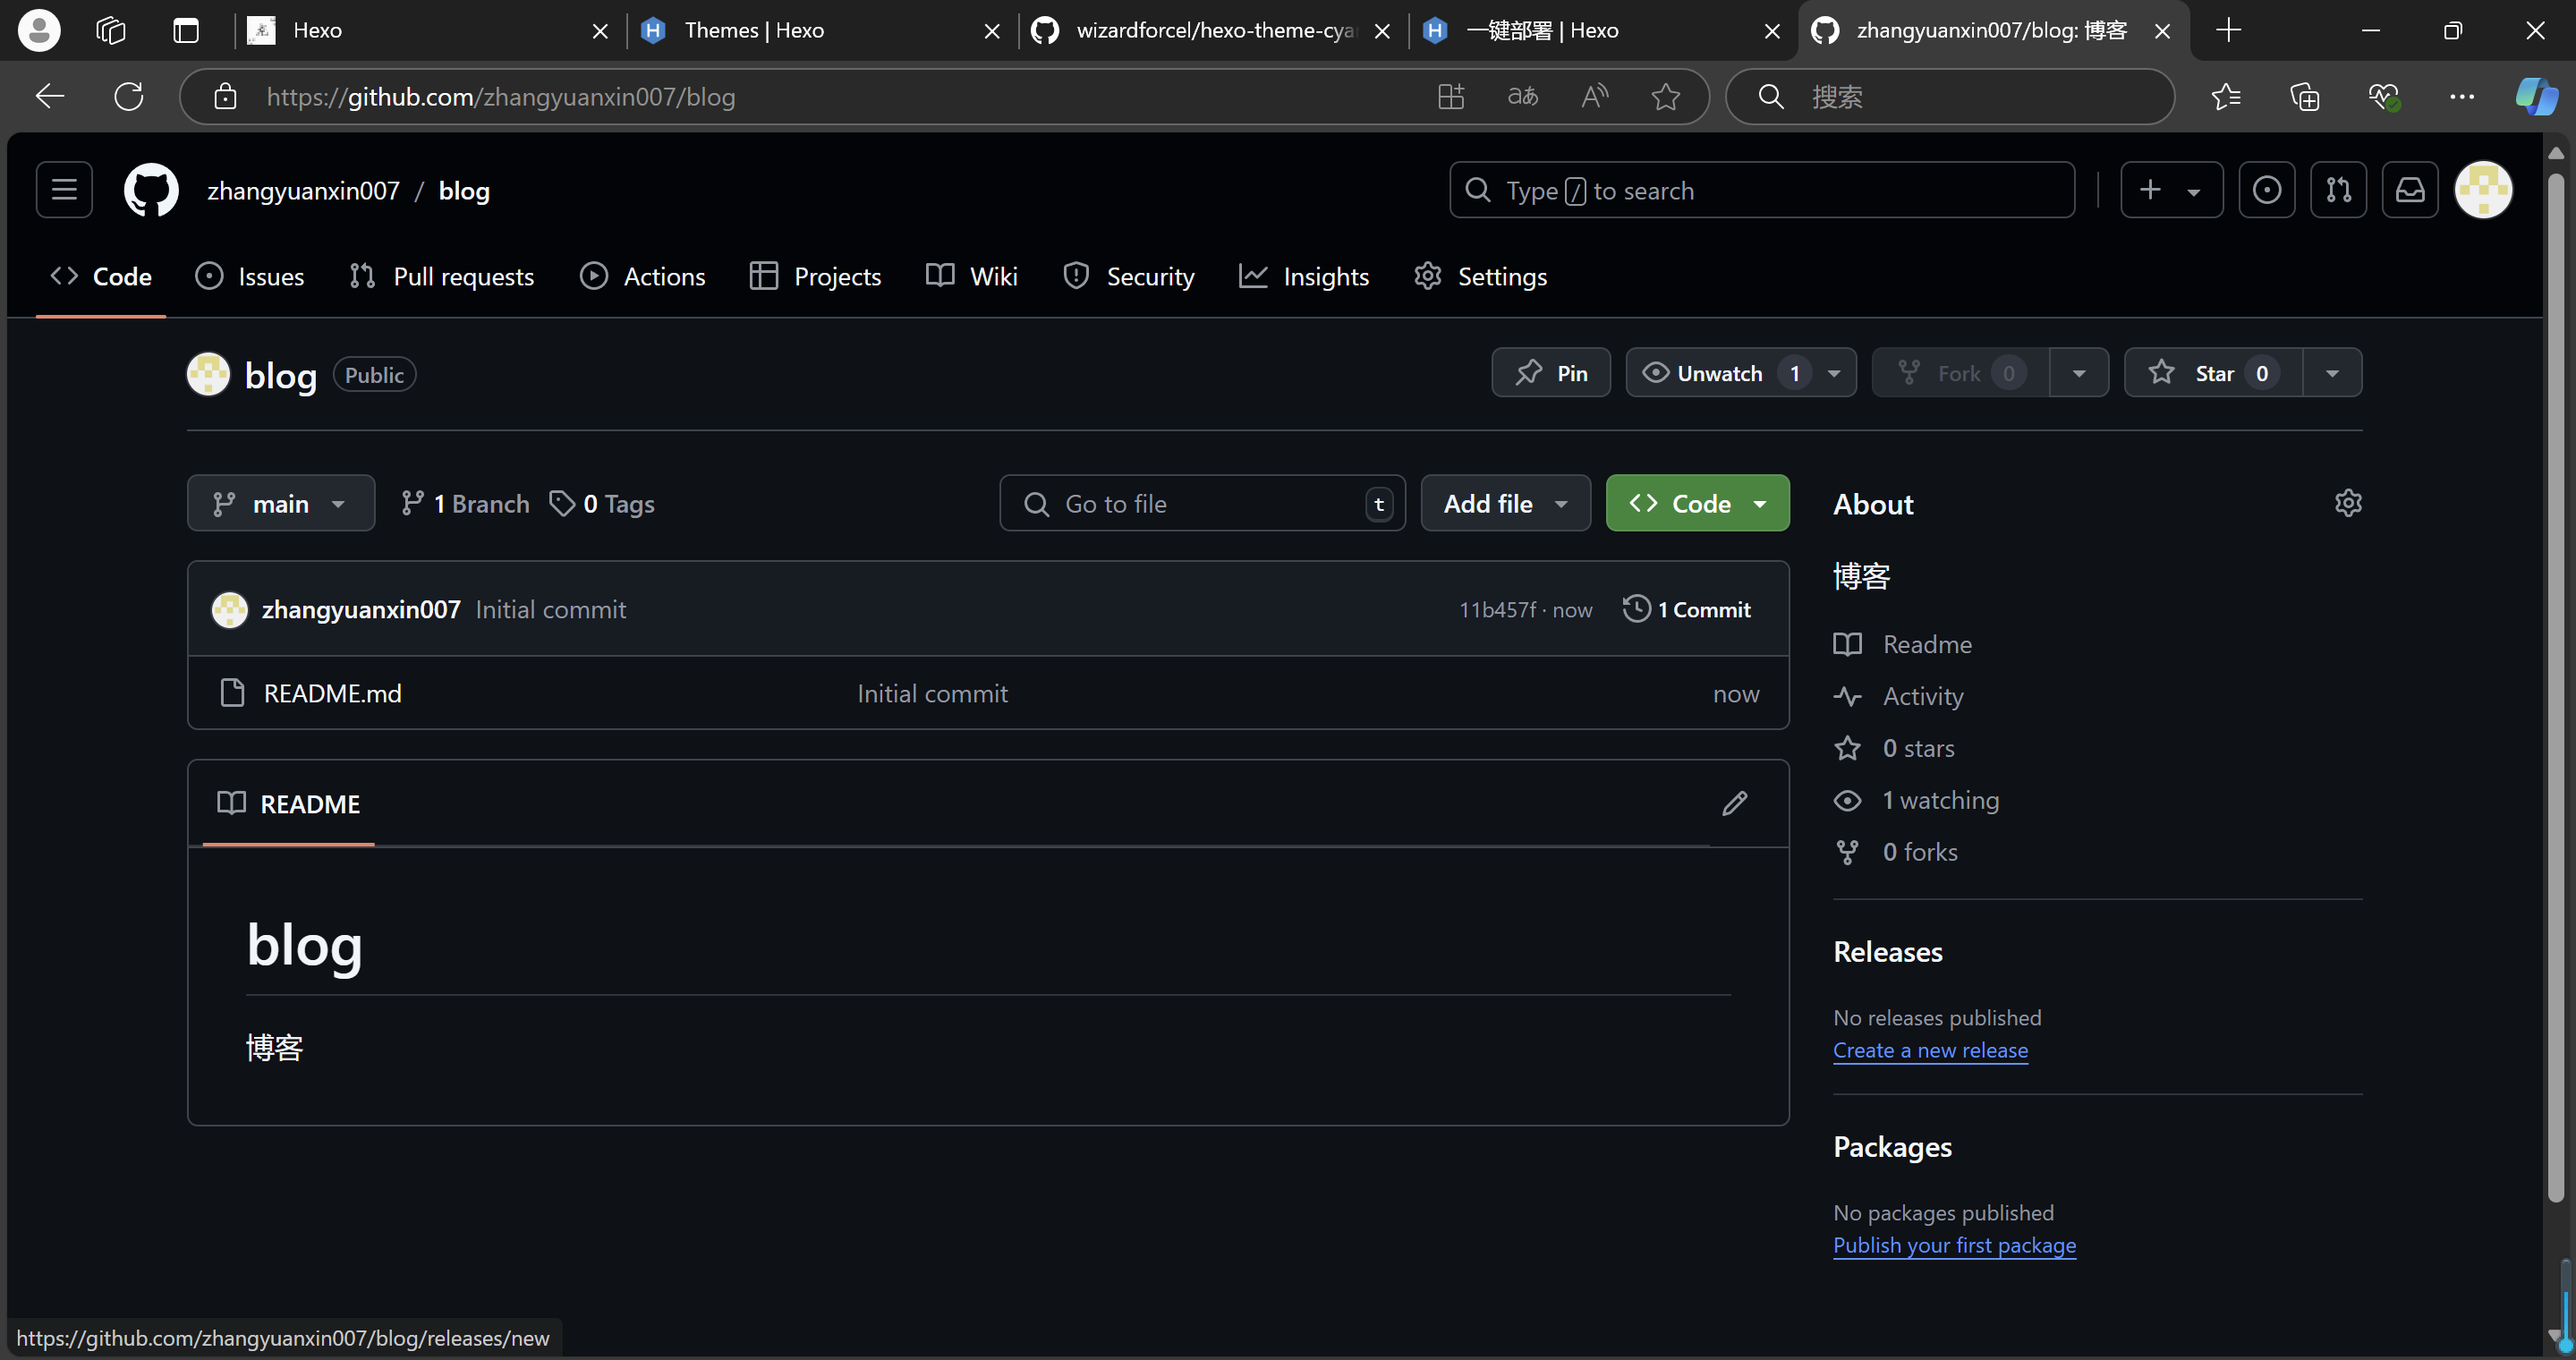 Hexo
Themes | Hexo
wizardforcel/hexo-theme-cya
一键部署 | Hexo
zhangyuanxin007/blog: 博客
https://github.com/zhangyuanxin007/blog
搜索
zhangyuanxin007 / blog
Type / to search
Code
Issues
Pull requests
Actions
Projects
Wiki
Security
Insights
Settings
blog
Public
Pin
Unwatch 1
Fork 0
Star 0
main
1 Branch
0 Tags
Go to file
t
Add file
Code
About
博客
zhangyuanxin007 Initial commit
11b457f · now
1 Commit
README.md
Initial commit
now
Readme
Activity
0 stars
1 watching
0 forks
README
blog
博客
Releases
No releases published
Create a new release
Packages
No packages published
Publish your first package
https://github.com/zhangyuanxin007/blog/releases/new